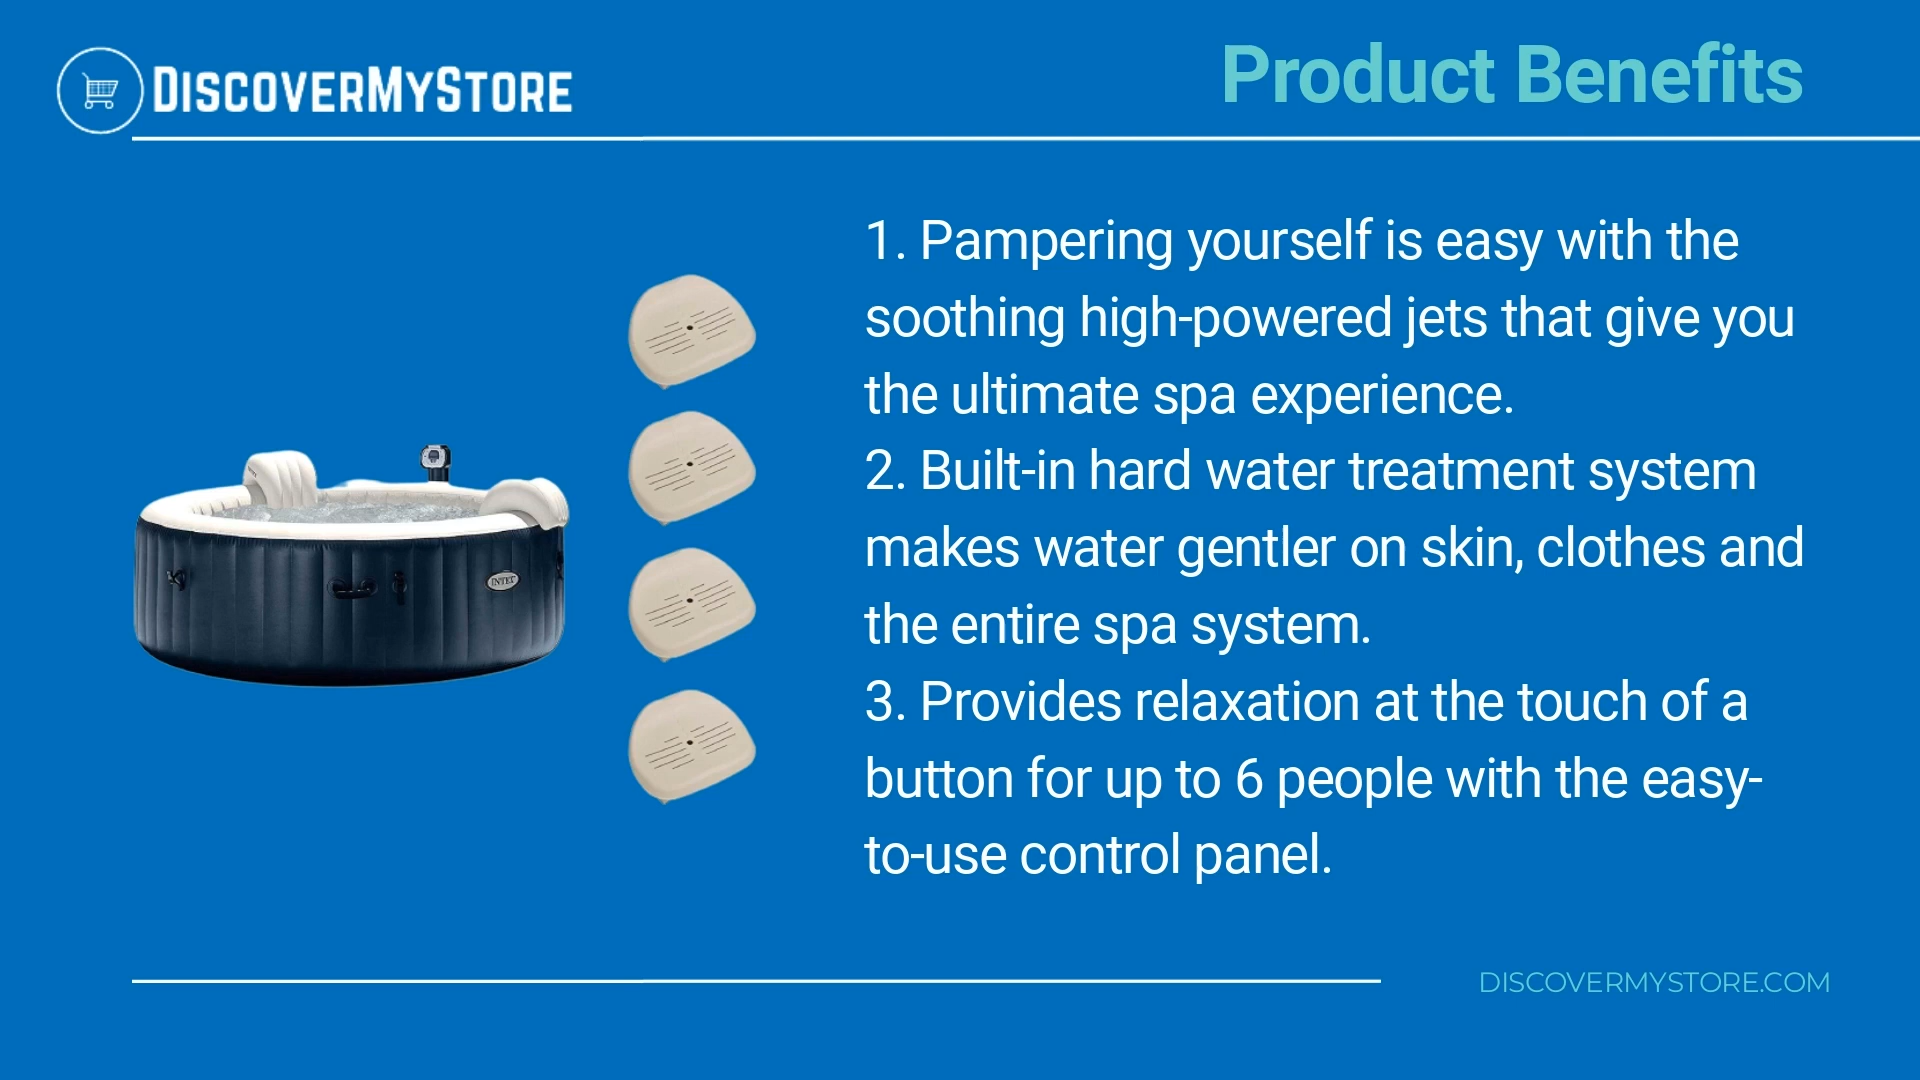 DISCOVERMYSTORE
Product Benefits
1. Pampering yourself is easy with the
soothing high-powered jets that give you
the ultimate spa experience.
2. Built-in hard water treatment system
makes water gentler on skin, clothes and
the entire spa system.
3. Provides relaxation at the touch of a
button for up to 6 people with the easy-
to-use control panel.
INTEX
DISCOVERMYSTORE.COM